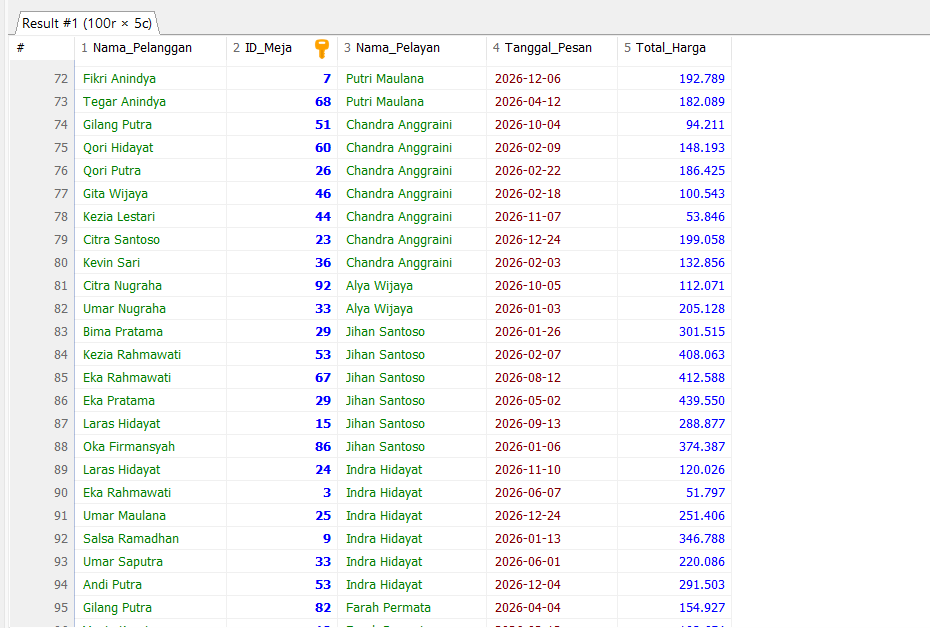 Result #1 (100r × 5c)
# 1 Nama_Pelanggan 2 ID_Meja 3 Nama_Pelayan 4 Tanggal_Pesan 5 Total_Harga
72 Fikri Anindya 7 Putri Maulana 2026-12-06 192.789
73 Tegar Anindya 68 Putri Maulana 2026-04-12 182.089
74 Gilang Putra 51 Chandra Anggraini 2026-10-04 94.211
75 Qori Hidayat 60 Chandra Anggraini 2026-02-09 148.193
76 Qori Putra 26 Chandra Anggraini 2026-02-22 186.425
77 Gita Wijaya 46 Chandra Anggraini 2026-02-18 100.543
78 Kezia Lestari 44 Chandra Anggraini 2026-11-07 53.846
79 Citra Santoso 23 Chandra Anggraini 2026-12-24 199.058
80 Kevin Sari 36 Chandra Anggraini 2026-02-03 132.856
81 Citra Nugraha 92 Alya Wijaya 2026-10-05 112.071
82 Umar Nugraha 33 Alya Wijaya 2026-01-03 205.128
83 Bima Pratama 29 Jihan Santoso 2026-01-26 301.515
84 Kezia Rahmawati 53 Jihan Santoso 2026-02-07 408.063
85 Eka Rahmawati 67 Jihan Santoso 2026-08-12 412.588
86 Eka Pratama 29 Jihan Santoso 2026-05-02 439.550
87 Laras Hidayat 15 Jihan Santoso 2026-09-13 288.877
88 Oka Firmansyah 86 Jihan Santoso 2026-01-06 374.387
89 Laras Hidayat 24 Indra Hidayat 2026-11-10 120.026
90 Eka Rahmawati 3 Indra Hidayat 2026-06-07 51.797
91 Umar Maulana 25 Indra Hidayat 2026-12-24 251.406
92 Salsa Ramadhan 9 Indra Hidayat 2026-01-13 346.788
93 Umar Saputra 33 Indra Hidayat 2026-06-01 220.086
94 Andi Putra 53 Indra Hidayat 2026-12-04 291.503
95 Gilang Putra 82 Farah Permata 2026-04-04 154.927